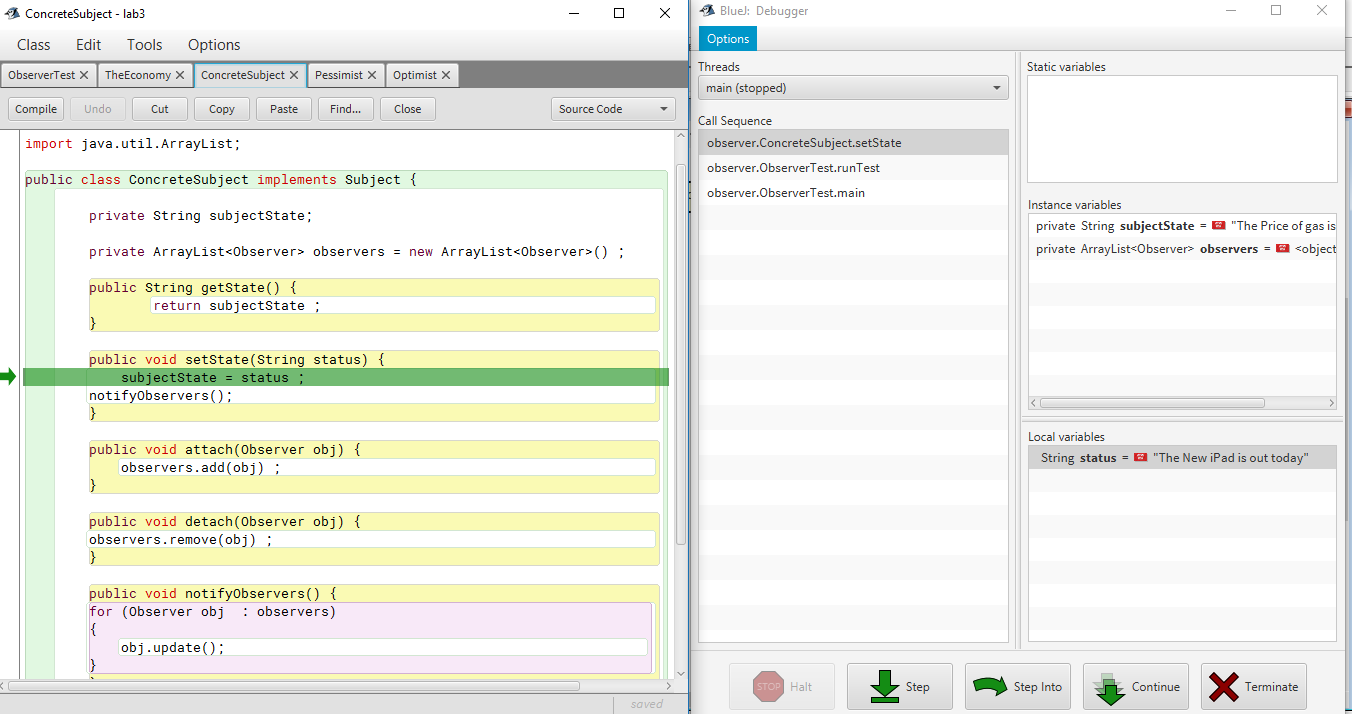 ConcreteSubject - lab3
Class Edit Tools Options
ObserverTest TheEconomy ConcreteSubject Pessimist Optimist
Compile Undo Cut Copy Paste Find... Close Source Code
import java.util.ArrayList;
public class ConcreteSubject implements Subject {
private String subjectState;
private ArrayList<Observer> observers = new ArrayList<Observer>() ;
public String getState() {
return subjectState ;
}
public void setState(String status) {
subjectState = status ;
notifyObservers();
}
public void attach(Observer obj) {
observers.add(obj) ;
}
public void detach(Observer obj) {
observers.remove(obj) ;
}
public void notifyObservers() {
for (Observer obj  : observers)
{
obj.update();
}
saved
BlueJ: Debugger
Options
Threads
main (stopped)
Call Sequence
observer.ConcreteSubject.setState
observer.ObserverTest.runTest
observer.ObserverTest.main
Static variables
Instance variables
private String subjectState = "The Price of gas is
private ArrayList<Observer> observers = <object
Local variables
String status = "The New iPad is out today"
STOP Halt Step Step Into Continue Terminate